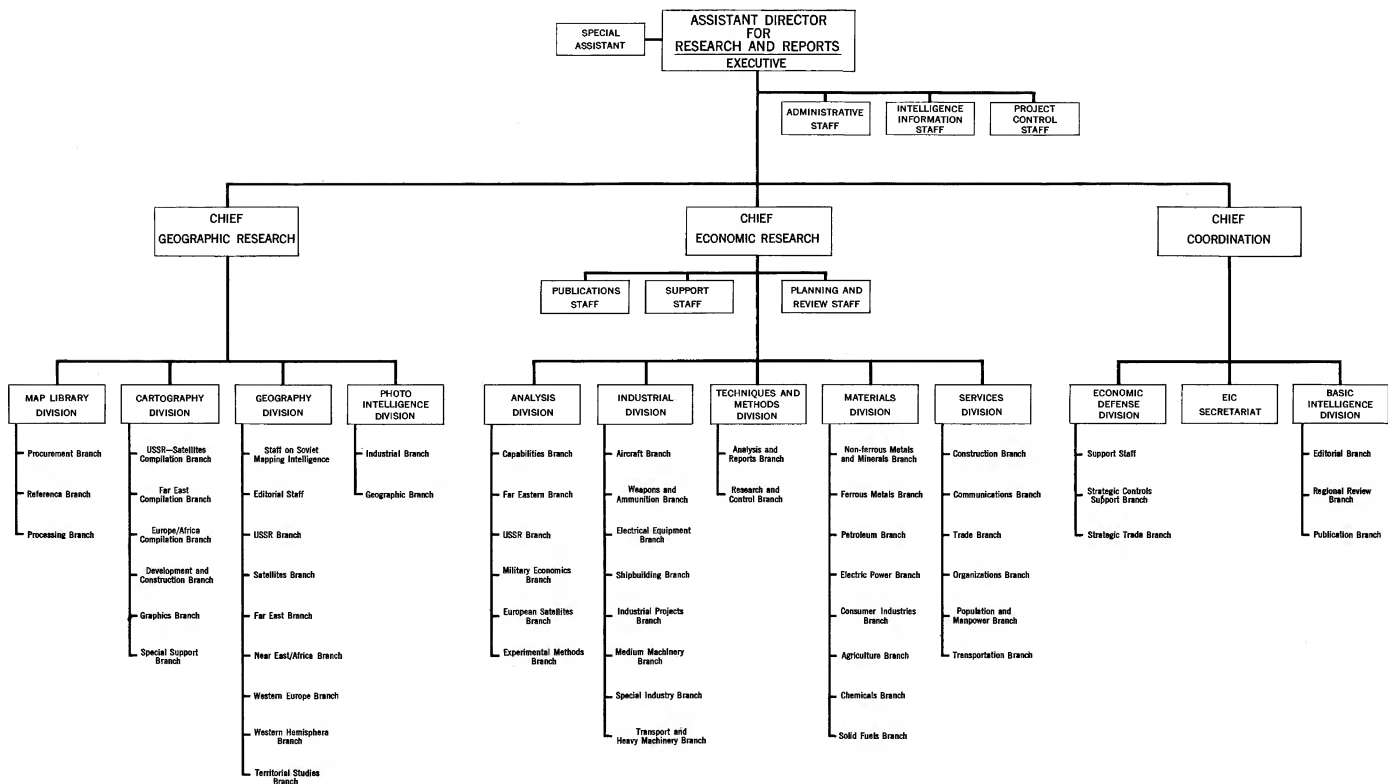 ASSISTANT DIRECTOR
FOR
RESEARCH AND REPORTS
EXECUTIVE
SPECIAL
ASSISTANT
ADMINISTRATIVE
STAFF
INTELLIGENCE
INFORMATION
STAFF
PROJECT
CONTROL
STAFF
CHIEF
GEOGRAPHIC RESEARCH
CHIEF
ECONOMIC RESEARCH
CHIEF
COORDINATION
PUBLICATIONS
STAFF
SUPPORT
STAFF
PLANNING AND
REVIEW STAFF
MAP LIBRARY
DIVISION
Procurement Branch
Reference Branch
Processing Branch
CARTOGRAPHY
DIVISION
USSR—Satellites
Compilation Branch
Far East
Compilation Branch
Europe/Africa
Compilation Branch
Development and
Construction Branch
Graphics Branch
Special Support
Branch
GEOGRAPHY
DIVISION
Staff on Soviet
Mapping Intelligence
Editorial Staff
USSR Branch
Satellites Branch
Far East Branch
Near East/Africa Branch
Western Europe Branch
Western Hemisphere
Branch
Territorial Studies
Branch
PHOTO
INTELLIGENCE
DIVISION
Industrial Branch
Geographic Branch
ANALYSIS
DIVISION
Capabilities Branch
Far Eastern Branch
USSR Branch
Military Economics
Branch
European Satellites
Branch
Experimental Methods
Branch
INDUSTRIAL
DIVISION
Aircraft Branch
Weapons and
Ammunition Branch
Electrical Equipment
Branch
Shipbuilding Branch
Industrial Projects
Branch
Medium Machinery
Branch
Special Industry Branch
Transport and
Heavy Machinery Branch
TECHNIQUES AND
METHODS
DIVISION
Analysis and
Reports Branch
Research and
Control Branch
MATERIALS
DIVISION
Non-ferrous Metals
and Minerals Branch
Ferrous Metals Branch
Petroleum Branch
Electric Power Branch
Consumer Industries
Branch
Agriculture Branch
Chemicals Branch
Solid Fuels Branch
SERVICES
DIVISION
Construction Branch
Communications Branch
Trade Branch
Organizations Branch
Population and
Manpower Branch
Transportation Branch
ECONOMIC
DEFENSE
DIVISION
Support Staff
Strategic Controls
Support Branch
Strategic Trade Branch
EIC
SECRETARIAT
BASIC
INTELLIGENCE
DIVISION
Editorial Branch
Regional Review
Branch
Publication Branch